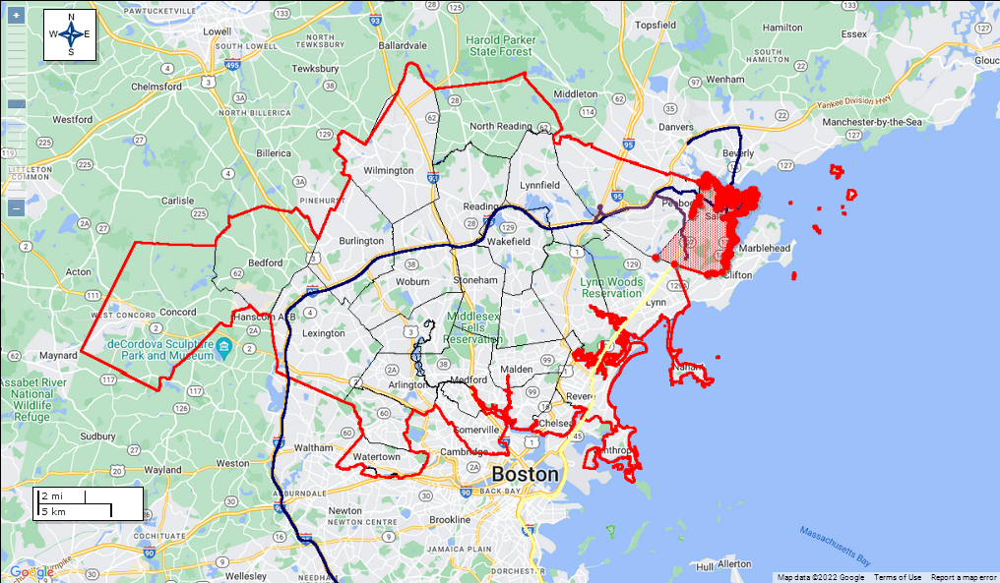 PAWTUCKETVILLE
Lowell
SOUTH LOWELL
NORTH
TEWKSBURY
Ballardvale
Harold Parker
State Forest
Topsfield
Hamilton
Essex
SOUTH
HAMILTON
Tewksbury
Chelmsford
Middleton
Wenham
Yankee Division Hwy
NORTH BILLERICA
Westford
North Reading
Danvers
Manchester-by-the-Sea
LITTLETON
COMMON
Billerica
Wilmington
Beverly
Carlisle
PINEHURST
Lynnfield
Reading
Wakefield
Burlington
Marblehead
Bedford
Acton
Woburn
Stoneham
Lynn Woods
Reservation
Clifton
Lynn
WEST CONCORD
Concord
Hanscom AFB
Lexington
Middlesex
Fells
Reservation
deCordova Sculpture
Park and Museum
Maynard
Assabet River
National
Wildlife
Refuge
Arlington
Medford
Malden
Revere
Chelsea
Somerville
Sudbury
Waltham
Watertown
Cambridge
Weston
Wayland
Boston
BACK BAY
Newton
NEWTON CENTRE
Brookline
COCHITUATE
JAMAICA PLAIN
DORCHESTER
Wellesley
Hull
Allerton
Massachusetts Bay
N
W
E
S
2 mi
5 km
Google
Map data ©2022 Google
Terms of Use
Report a map error